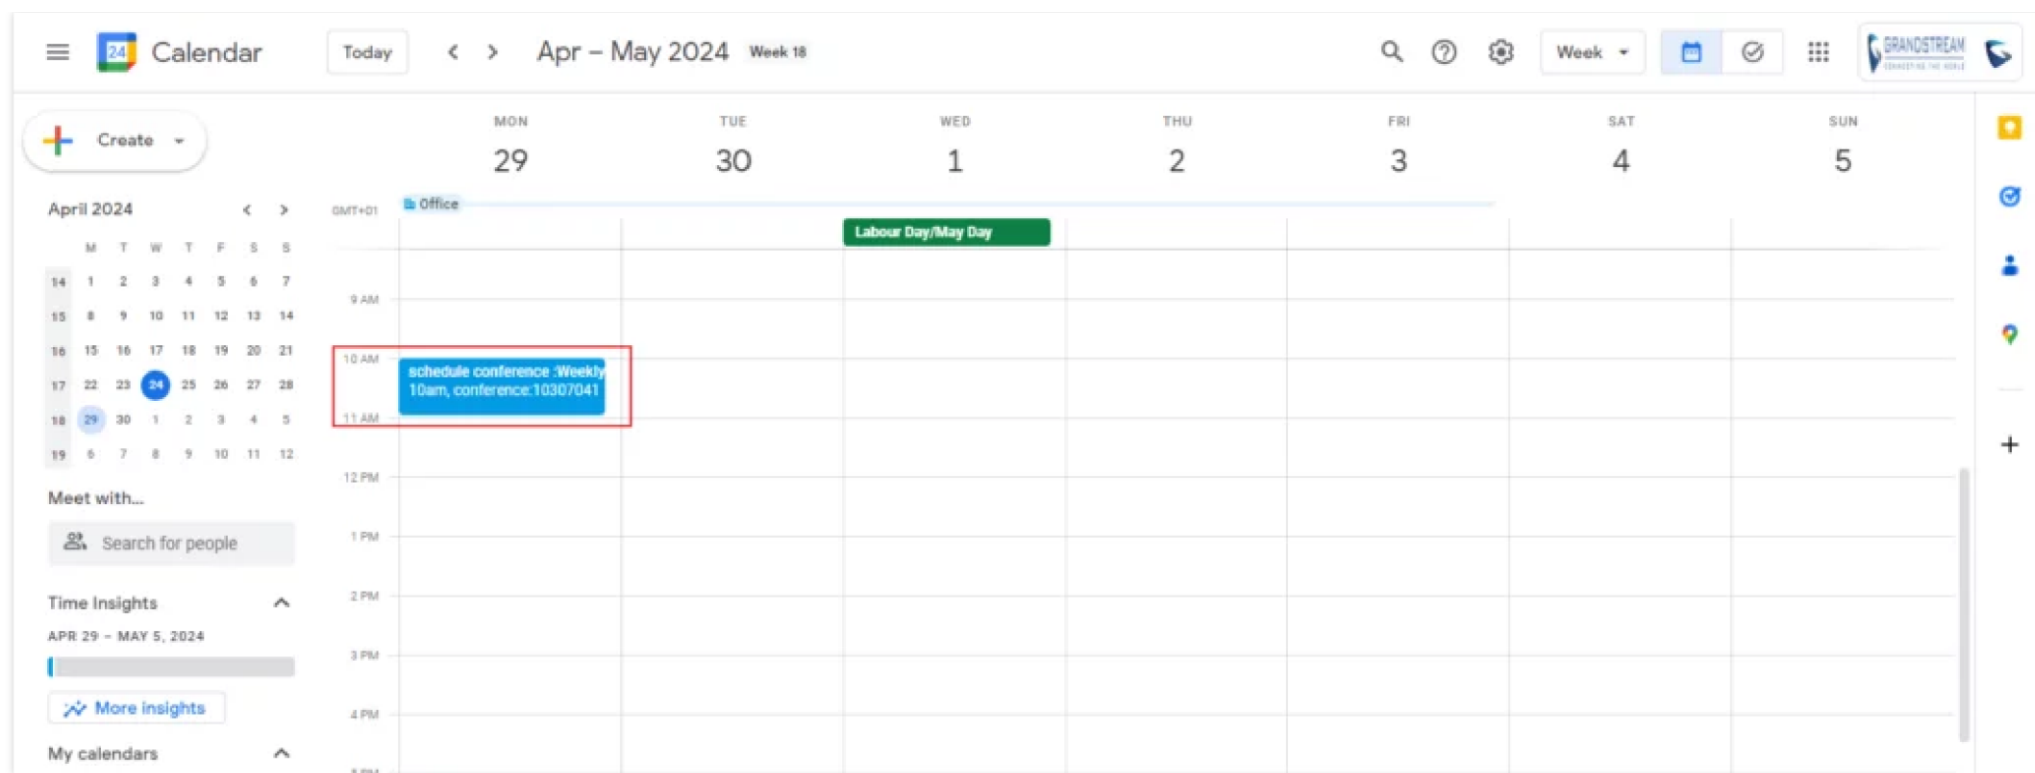 24 Calendar Today Apr – May 2024 Week 18 Week GRANDSTREAM
CONNECTING THE WORLD
Create
MON TUE WED THU FRI SAT SUN
29 30 1 2 3 4 5
April 2024
GMT+01 Office
Labour Day/May Day
M T W T F S S
14 1 2 3 4 5 6 7
15 8 9 10 11 12 13 14
16 15 16 17 18 19 20 21
17 22 23 24 25 26 27 28
18 29 30 1 2 3 4 5
19 6 7 8 9 10 11 12
9 AM
10 AM
schedule conference :Weekly
10am, conference:10307041
11 AM
12 PM
1 PM
2 PM
3 PM
4 PM
5 PM
Meet with...
Search for people
Time Insights
APR 29 – MAY 5, 2024
More insights
My calendars